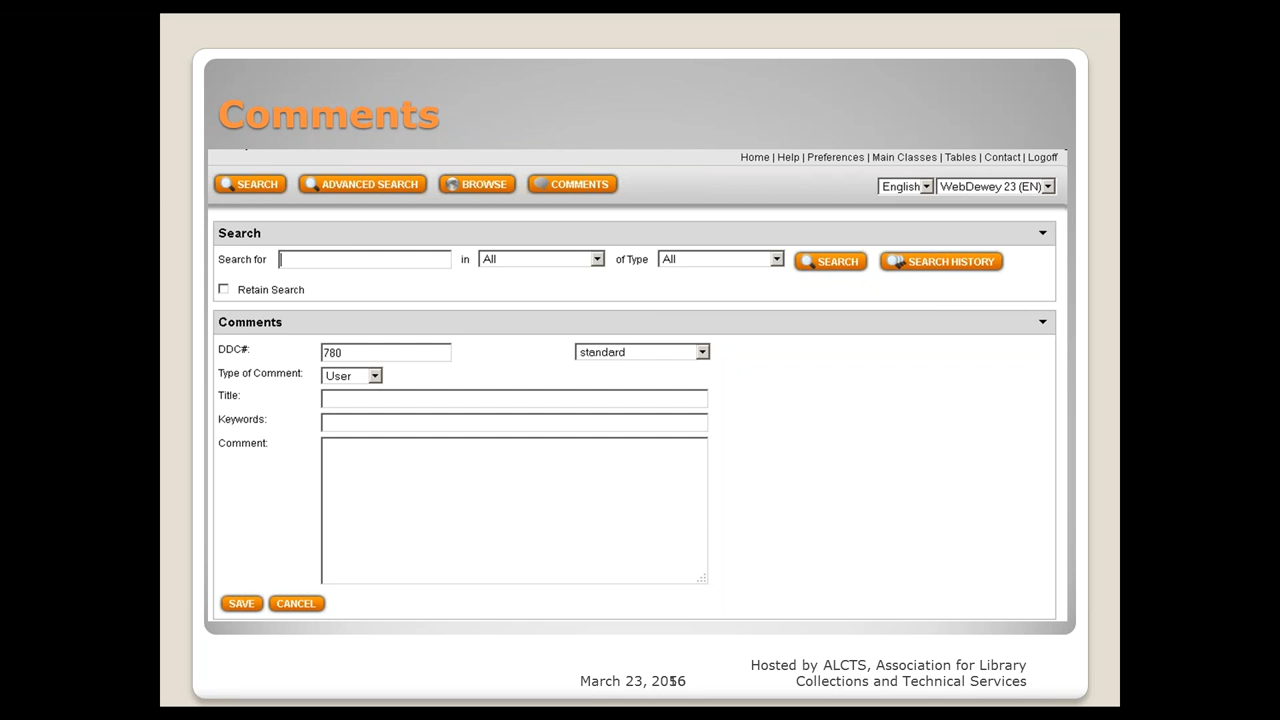 Comments
Home | Help | Preferences | Main Classes | Tables | Contact | Logoff
SEARCH ADVANCED SEARCH BROWSE COMMENTS English WebDewey 23 (EN)
Search
Search for in All of Type All SEARCH SEARCH HISTORY
Retain Search
Comments
DDC#: 780 standard
Type of Comment: User
Title:
Keywords:
Comment:
SAVE CANCEL
Hosted by ALCTS, Association for Library
March 23, Collections and Technical Services